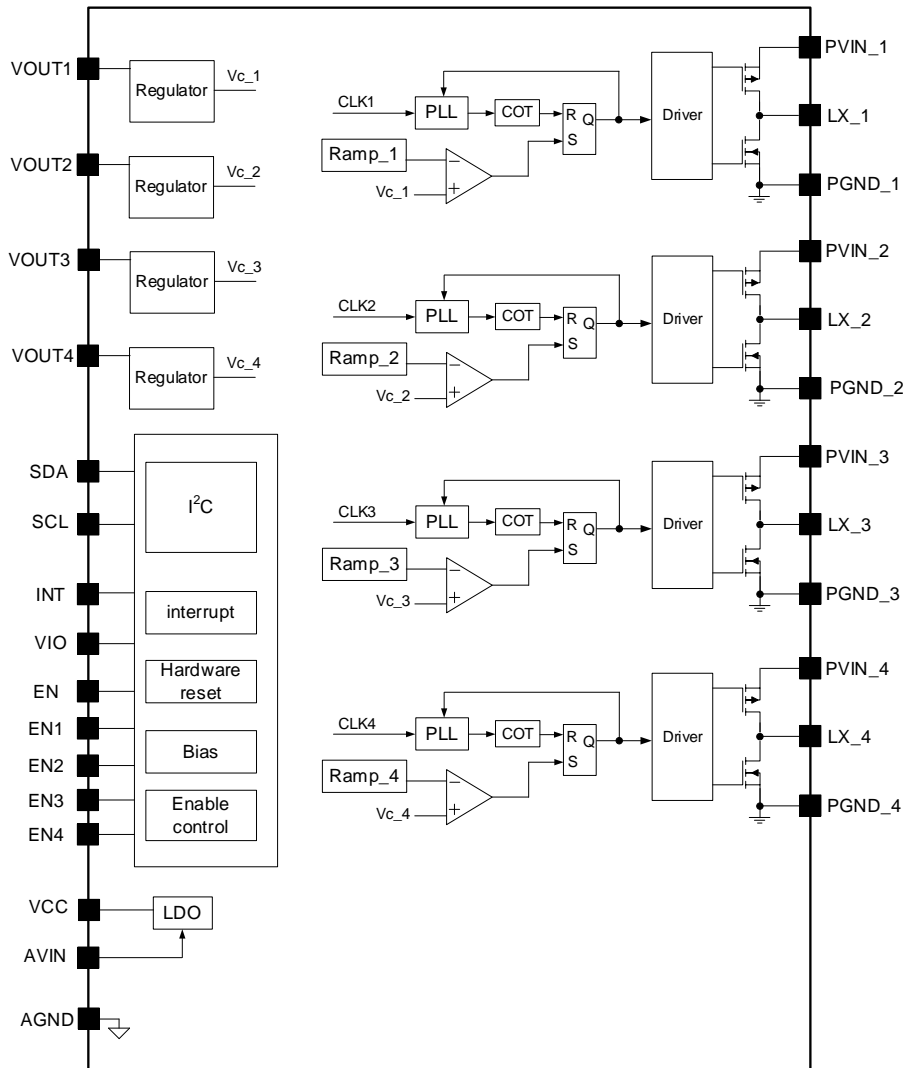 VOUT1
Regulator
Vc_1
VOUT2
Regulator
Vc_2
VOUT3
Regulator
Vc_3
VOUT4
Regulator
Vc_4
SDA
SCL
I²C
INT
VIO
interrupt
EN
Hardware
reset
EN1
EN2
Bias
EN3
EN4
Enable
control
VCC
LDO
AVIN
AGND
CLK1
PLL
COT
R
Q
S
Ramp_1
−
+
Vc_1
Driver
PVIN_1
LX_1
PGND_1
CLK2
PLL
COT
R
Q
S
Ramp_2
−
+
Vc_2
Driver
PVIN_2
LX_2
PGND_2
CLK3
PLL
COT
R
Q
S
Ramp_3
−
+
Vc_3
Driver
PVIN_3
LX_3
PGND_3
CLK4
PLL
COT
R
Q
S
Ramp_4
−
+
Vc_4
Driver
PVIN_4
LX_4
PGND_4